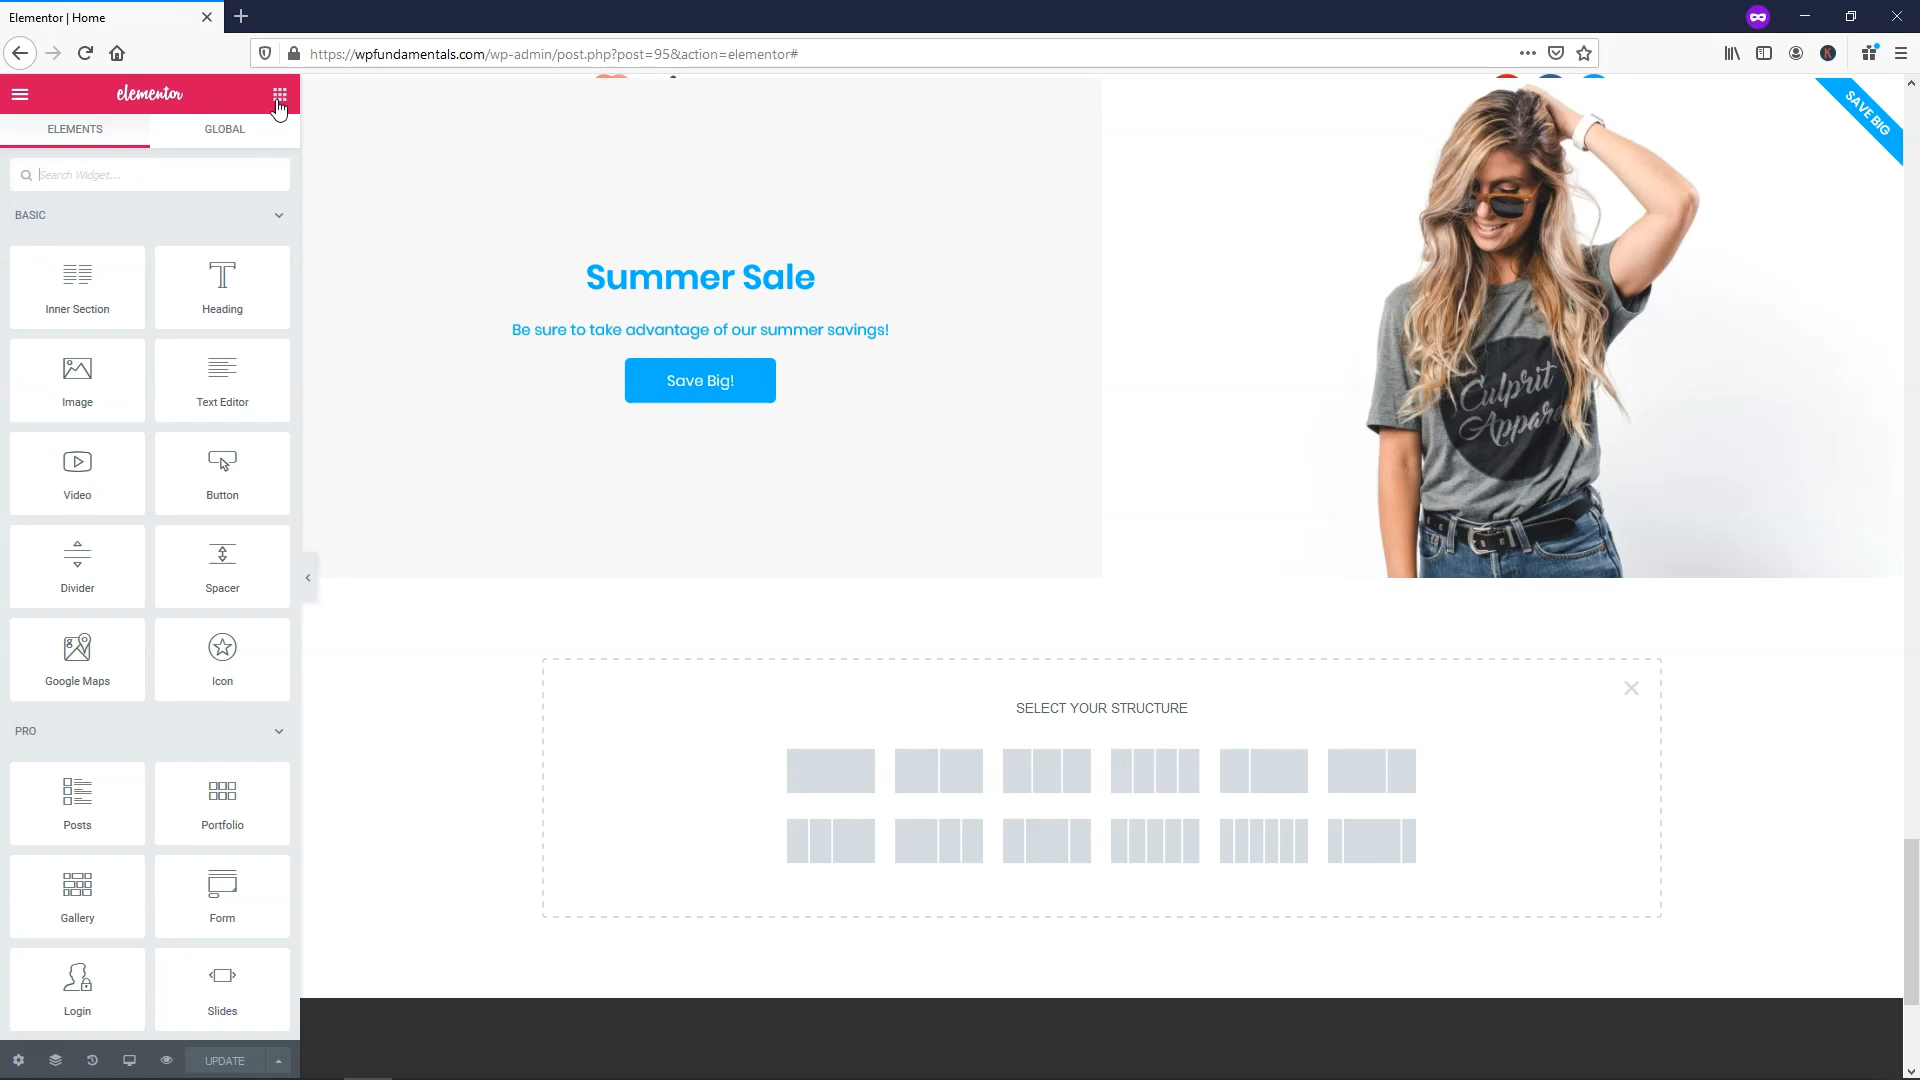 Elementor | Home
https://wpfundamentals.com/wp-admin/post.php?post=95&action=elementor#
K
elementor
ELEMENTS
GLOBAL
Search Widget...
BASIC
Inner Section
Heading
Image
Text Editor
Video
Button
Divider
Spacer
Google Maps
Icon
PRO
Posts
Portfolio
Gallery
Form
Login
Slides
UPDATE
Summer Sale
Be sure to take advantage of our summer savings!
Save Big!
SAVE BIG
Culprit
Apparel
SELECT YOUR STRUCTURE